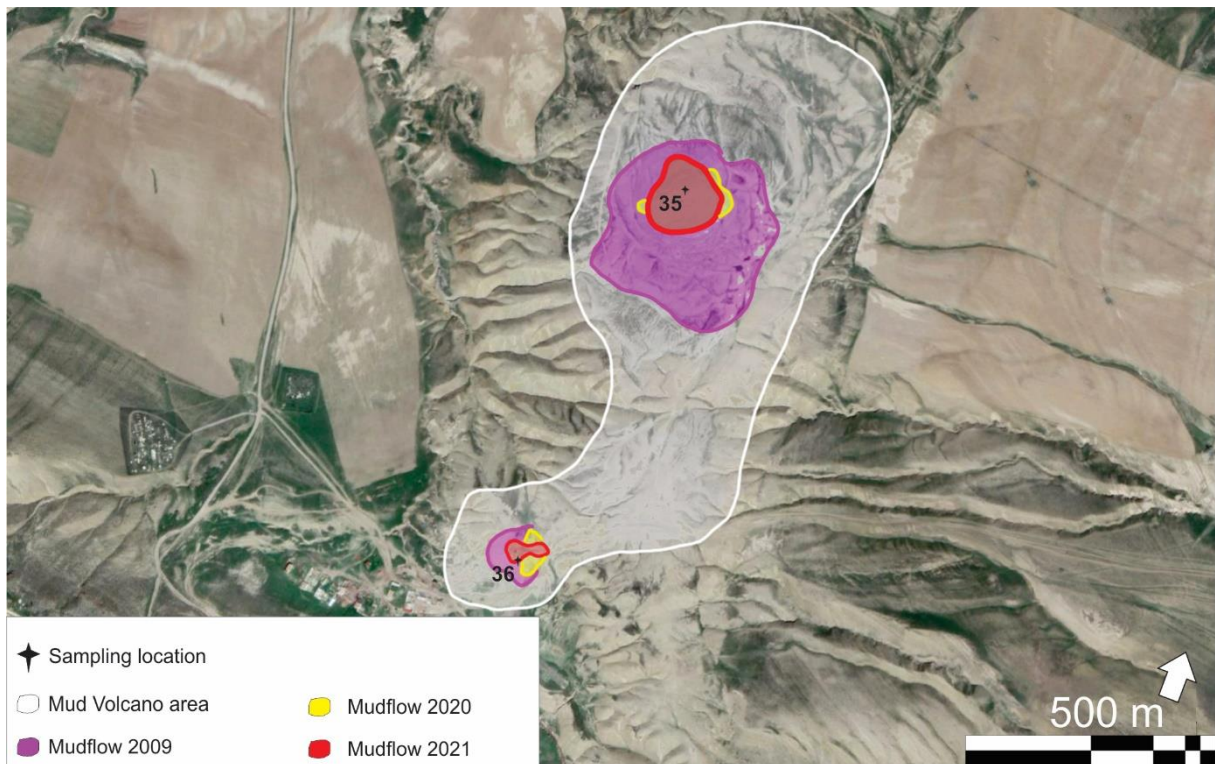 35
36
Sampling location
Mud Volcano area
Mudflow 2009
Mudflow 2020
Mudflow 2021
500 m